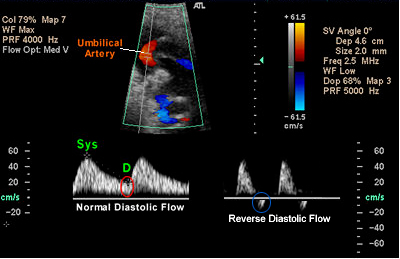 Col 79% Map 7
WF Max
PRF 4000 Hz
Flow Opt: Med V
Umbilical
Artery
ATL
+ 61.5
- 61.5
cm/s
SV Angle 0°
Dep 4.6 cm
Size 2.0 mm
Freq 2.5 MHz
WF Low
Dop 68% Map 3
PRF 5000 Hz
60
40
20
cm/s
-20
Sys
D
Normal Diastolic Flow
Reverse Diastolic Flow
60
40
20
cm/s
-20
-40
-60